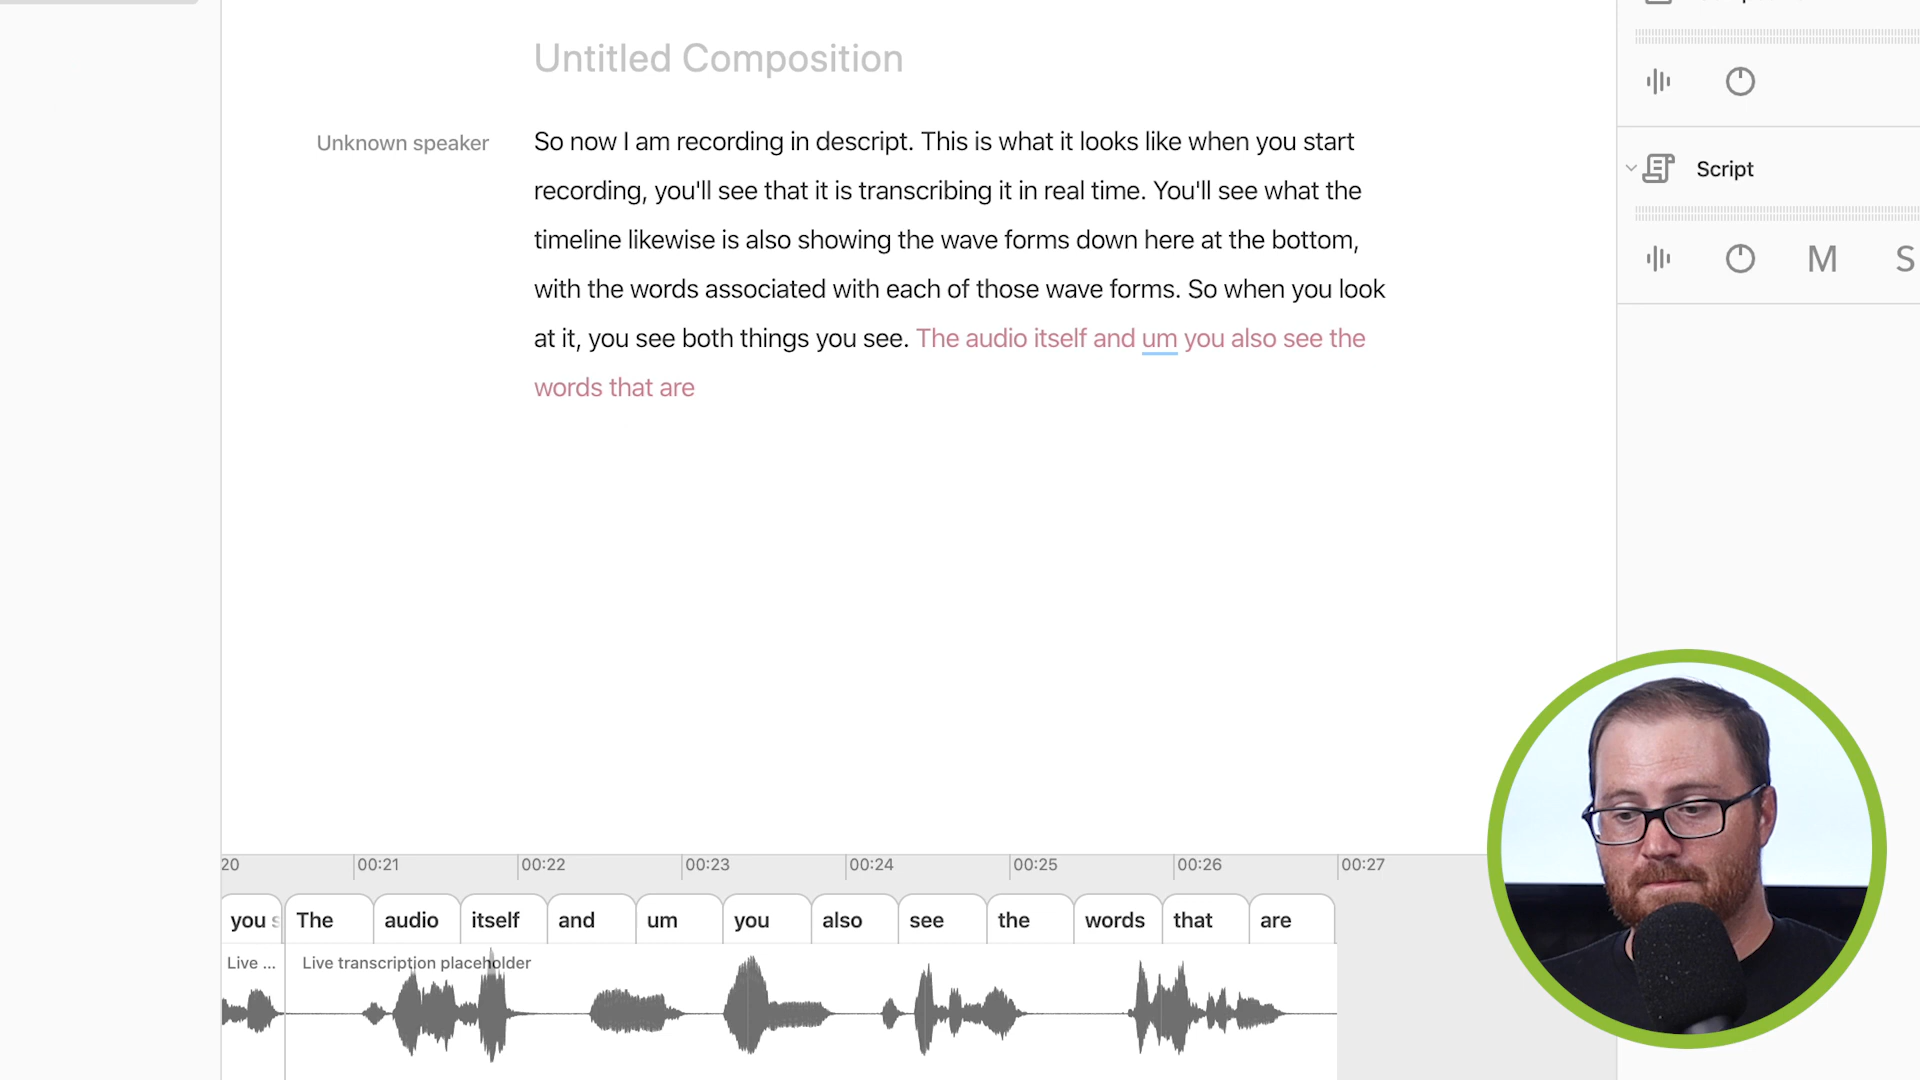 Untitled Composition
Unknown speaker
So now I am recording in descript. This is what it looks like when you start
recording, you'll see that it is transcribing it in real time. You'll see what the
timeline likewise is also showing the wave forms down here at the bottom,
with the words associated with each of those wave forms. So when you look
at it, you see both things you see. The audio itself and um you also see the
words that are
Script
M S
20 00:21 00:22 00:23 00:24 00:25 00:26 00:27
you s The audio itself and um you also see the words that are
Live ... Live transcription placeholder